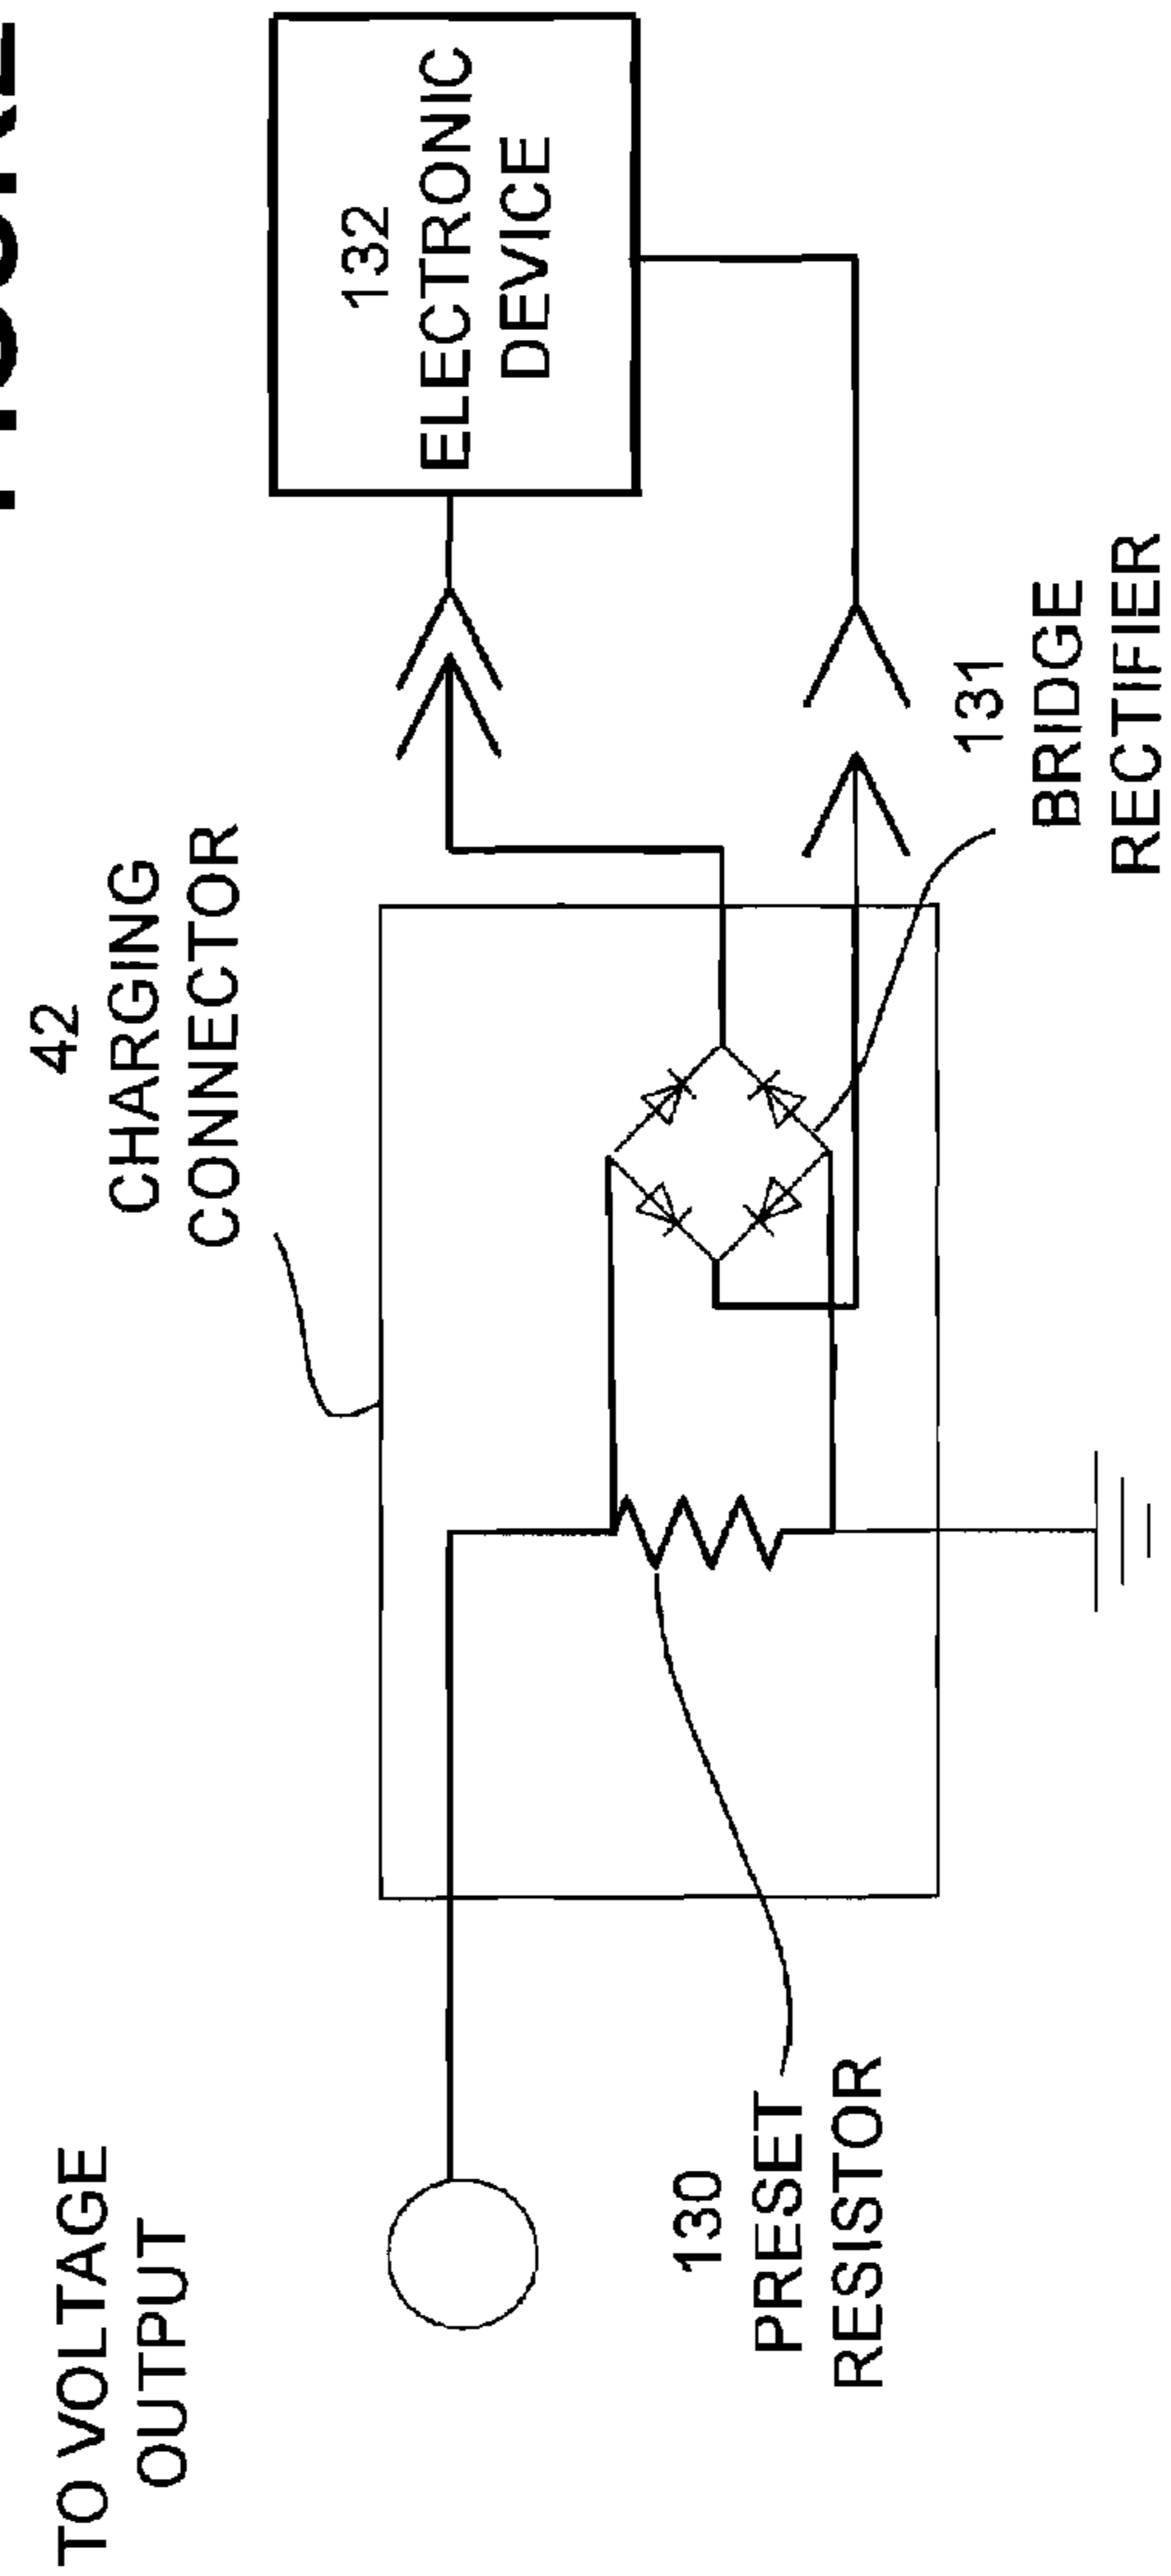 42
CHARGING
CONNECTOR
TO VOLTAGE
OUTPUT
132
ELECTRONIC
DEVICE
130
PRESET
RESISTOR
131
BRIDGE
RECTIFIER